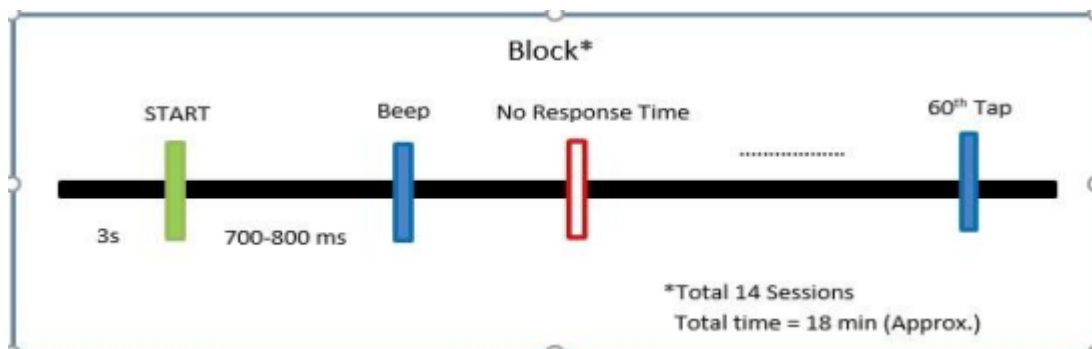 Block*
START
Beep
No Response Time
60th Tap
..................
3s
700-800 ms
*Total 14 Sessions
Total time = 18 min (Approx.)